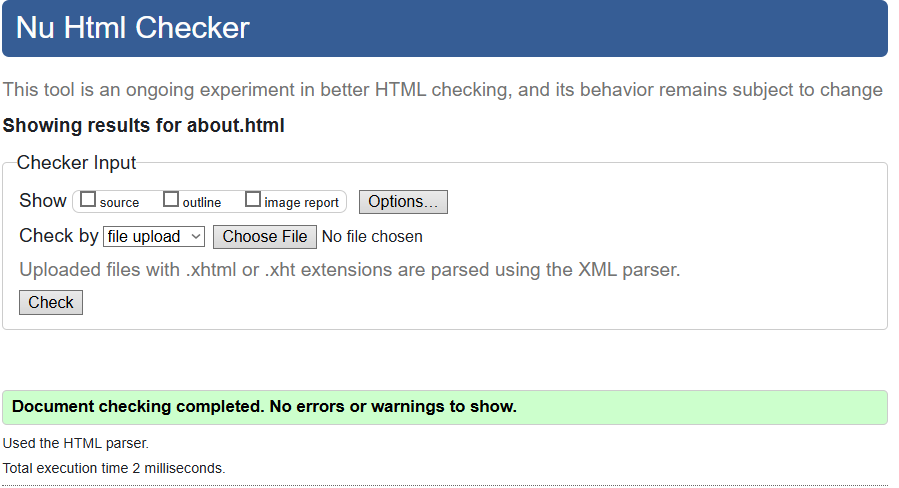 Nu Html Checker
This tool is an ongoing experiment in better HTML checking, and its behavior remains subject to change
Showing results for about.html
Checker Input
Show source outline image report Options...
Check by file upload Choose File No file chosen
Uploaded files with .xhtml or .xht extensions are parsed using the XML parser.
Check
Document checking completed. No errors or warnings to show.
Used the HTML parser.
Total execution time 2 milliseconds.